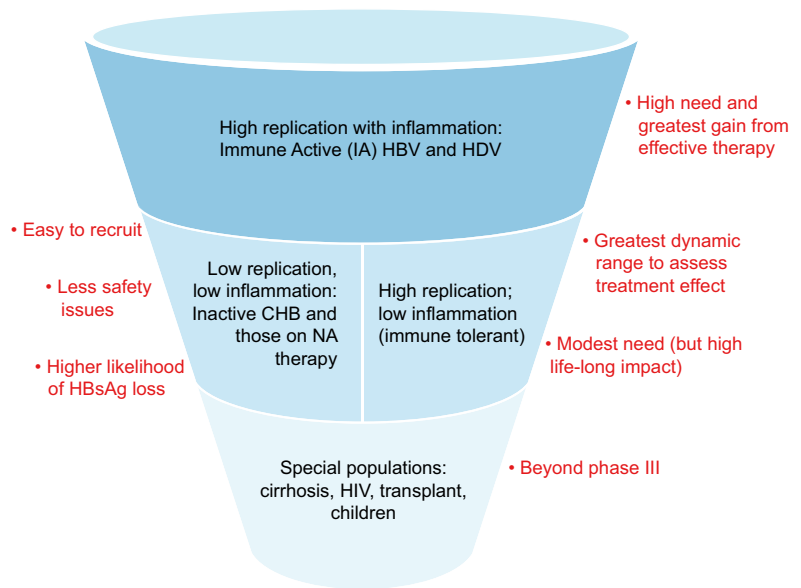 High replication with inflammation:
Immune Active (IA) HBV and HDV
• High need and
greatest gain from
effective therapy
• Easy to recruit
• Less safety
issues
• Higher likelihood
of HBsAg loss
Low replication,
low inflammation:
Inactive CHB and
those on NA
therapy
High replication;
low inflammation
(immune tolerant)
• Greatest dynamic
range to assess
treatment effect
• Modest need (but high
life-long impact)
Special populations:
cirrhosis, HIV, transplant,
children
• Beyond phase III